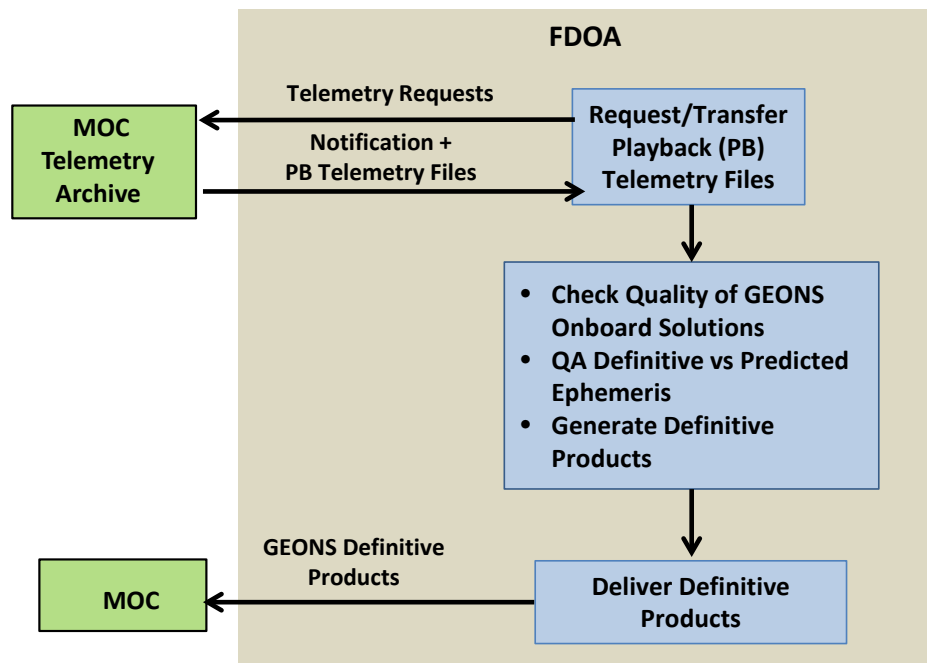 FDOA
Telemetry Requests
MOC
Telemetry
Archive
Notification +
PB Telemetry Files
Request/Transfer
Playback (PB)
Telemetry Files
• Check Quality of GEONS
Onboard Solutions
• QA Definitive vs Predicted
Ephemeris
• Generate Definitive
Products
GEONS Definitive
Products
MOC
Deliver Definitive
Products